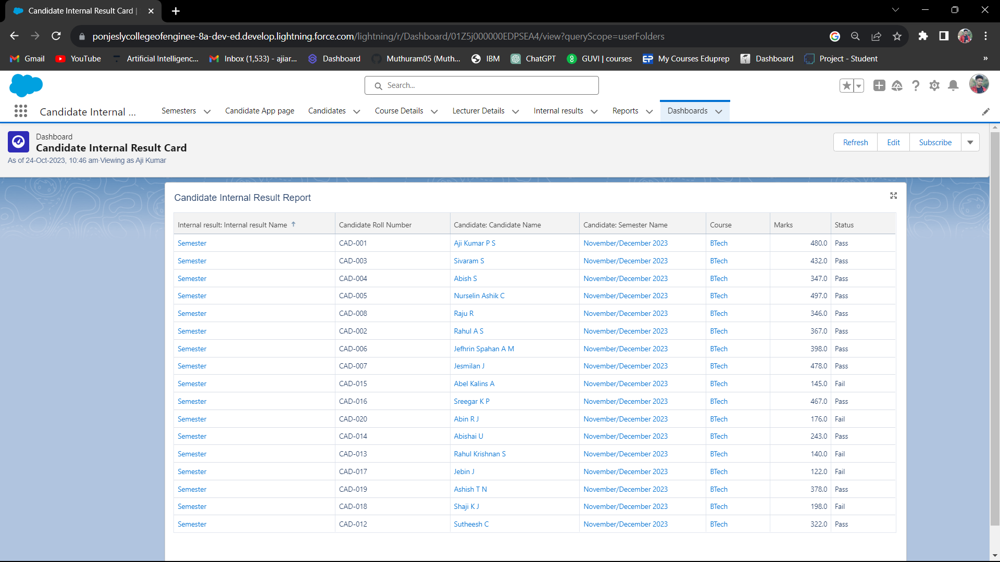 Candidate Internal Result Card |
ponjeslycollegeofenginee-8a-dev-ed.develop.lightning.force.com/lightning/r/Dashboard/01Z5j000000EDPSEA4/view?queryScope=userFolders
Gmail YouTube Artificial Intelligenc... Inbox (1,533) - ajiar... Dashboard Muthuram05 (Muth... IBM ChatGPT GUVI | courses EP My Courses Eduprep Dashboard Project - Student »
Search...
Candidate Internal ... Semesters Candidate App page Candidates Course Details Lecturer Details Internal results Reports Dashboards
Dashboard
Candidate Internal Result Card
As of 24-Oct-2023, 10:46 am·Viewing as Aji Kumar
Refresh Edit Subscribe
Candidate Internal Result Report
Internal result: Internal result Name ↑ Candidate Roll Number Candidate: Candidate Name Candidate: Semester Name Course Marks Status
Semester CAD-001 Aji Kumar P S November/December 2023 BTech 480.0 Pass
Semester CAD-003 Sivaram S November/December 2023 BTech 432.0 Pass
Semester CAD-004 Abish S November/December 2023 BTech 347.0 Pass
Semester CAD-005 Nurselin Ashik C November/December 2023 BTech 497.0 Pass
Semester CAD-008 Raju R November/December 2023 BTech 346.0 Pass
Semester CAD-002 Rahul A S November/December 2023 BTech 367.0 Pass
Semester CAD-006 Jefhrin Spahan A M November/December 2023 BTech 398.0 Pass
Semester CAD-007 Jesmilan J November/December 2023 BTech 478.0 Pass
Semester CAD-015 Abel Kalins A November/December 2023 BTech 145.0 Fail
Semester CAD-016 Sreegar K P November/December 2023 BTech 467.0 Pass
Semester CAD-020 Abin R J November/December 2023 BTech 176.0 Fail
Semester CAD-014 Abishai U November/December 2023 BTech 243.0 Pass
Semester CAD-013 Rahul Krishnan S November/December 2023 BTech 140.0 Fail
Semester CAD-017 Jebin J November/December 2023 BTech 122.0 Fail
Semester CAD-019 Ashish T N November/December 2023 BTech 378.0 Pass
Semester CAD-018 Shaji K J November/December 2023 BTech 198.0 Fail
Semester CAD-012 Sutheesh C November/December 2023 BTech 322.0 Pass